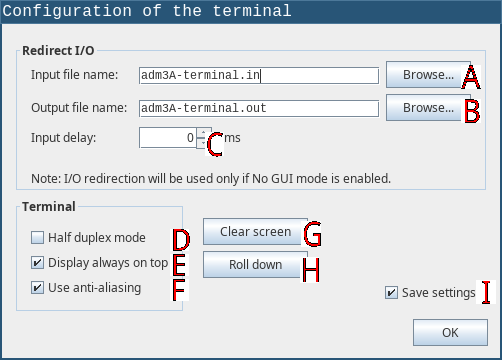 Configuration of the terminal
Redirect I/O
Input file name: adm3A-terminal.in Browse... A
Output file name: adm3A-terminal.out Browse... B
Input delay: 0 C ms
Note: I/O redirection will be used only if No GUI mode is enabled.
Terminal
Half duplex mode D
Display always on top E
Use anti-aliasing F
Clear screen G
Roll down H
Save settings I
OK